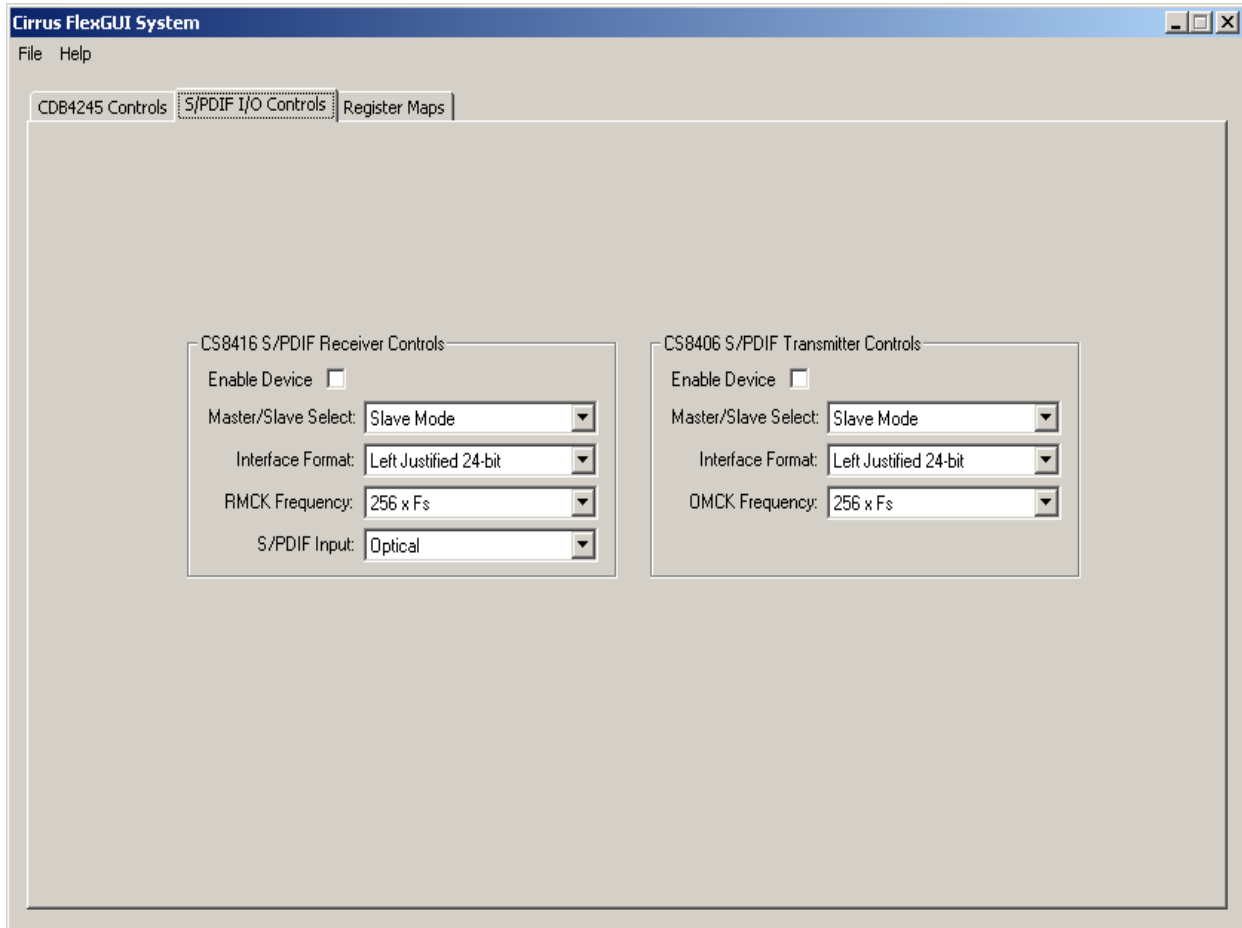 Cirrus FlexGUI System
File Help
CDB4245 Controls S/PDIF I/O Controls Register Maps
CS8416 S/PDIF Receiver Controls
Enable Device
Master/Slave Select: Slave Mode
Interface Format: Left Justified 24-bit
RMCK Frequency: 256 x Fs
S/PDIF Input: Optical
CS8406 S/PDIF Transmitter Controls
Enable Device
Master/Slave Select: Slave Mode
Interface Format: Left Justified 24-bit
OMCK Frequency: 256 x Fs